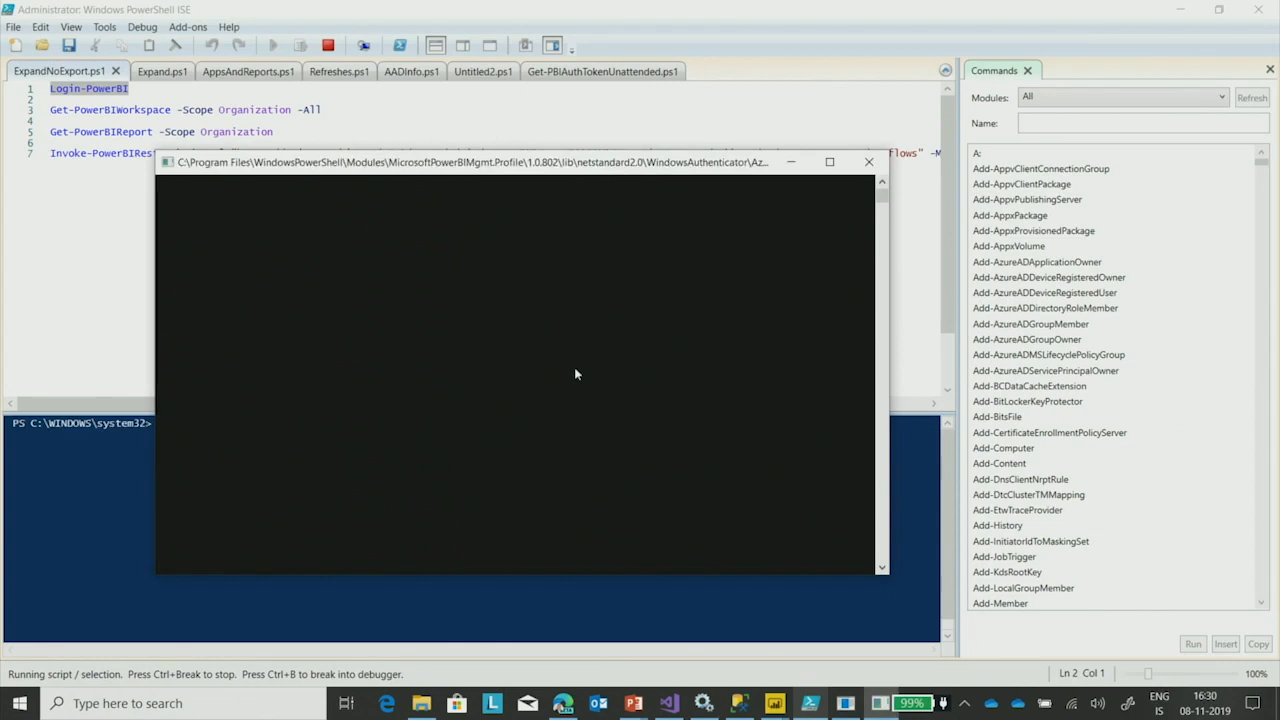 Administrator: Windows PowerShell ISE
File Edit View Tools Debug Add-ons Help
ExpandNoExport.ps1 Expand.ps1 AppsAndReports.ps1 Refreshes.ps1 AADInfo.ps1 Untitled2.ps1 Get-PBIAuthTokenUnattended.ps1
1 Login-PowerBI
2
3 Get-PowerBIWorkspace -Scope Organization -All
4
5 Get-PowerBIReport -Scope Organization
6
7 Invoke-PowerBIRes flows" -M
C:\Program Files\WindowsPowerShell\Modules\MicrosoftPowerBIMgmt.Profile\1.0.802\lib\netstandard2.0\WindowsAuthenticator\Az...
PS C:\WINDOWS\system32>
Commands
Modules: All Refresh
Name:
A:
Add-AppvClientConnectionGroup
Add-AppvClientPackage
Add-AppvPublishingServer
Add-AppxPackage
Add-AppxProvisionedPackage
Add-AppxVolume
Add-AzureADApplicationOwner
Add-AzureADDeviceRegisteredOwner
Add-AzureADDeviceRegisteredUser
Add-AzureADDirectoryRoleMember
Add-AzureADGroupMember
Add-AzureADGroupOwner
Add-AzureADMSLifecyclePolicyGroup
Add-AzureADServicePrincipalOwner
Add-BCDataCacheExtension
Add-BitLockerKeyProtector
Add-BitsFile
Add-CertificateEnrollmentPolicyServer
Add-Computer
Add-Content
Add-DnsClientNrptRule
Add-DtcClusterTMMapping
Add-EtwTraceProvider
Add-History
Add-InitiatorIdToMaskingSet
Add-JobTrigger
Add-KdsRootKey
Add-LocalGroupMember
Add-Member
Run Insert Copy
Running script / selection. Press Ctrl+Break to stop. Press Ctrl+B to break into debugger.
Ln 2 Col 1 100%
Type here to search
99%
ENG
IS
16:30
08-11-2019